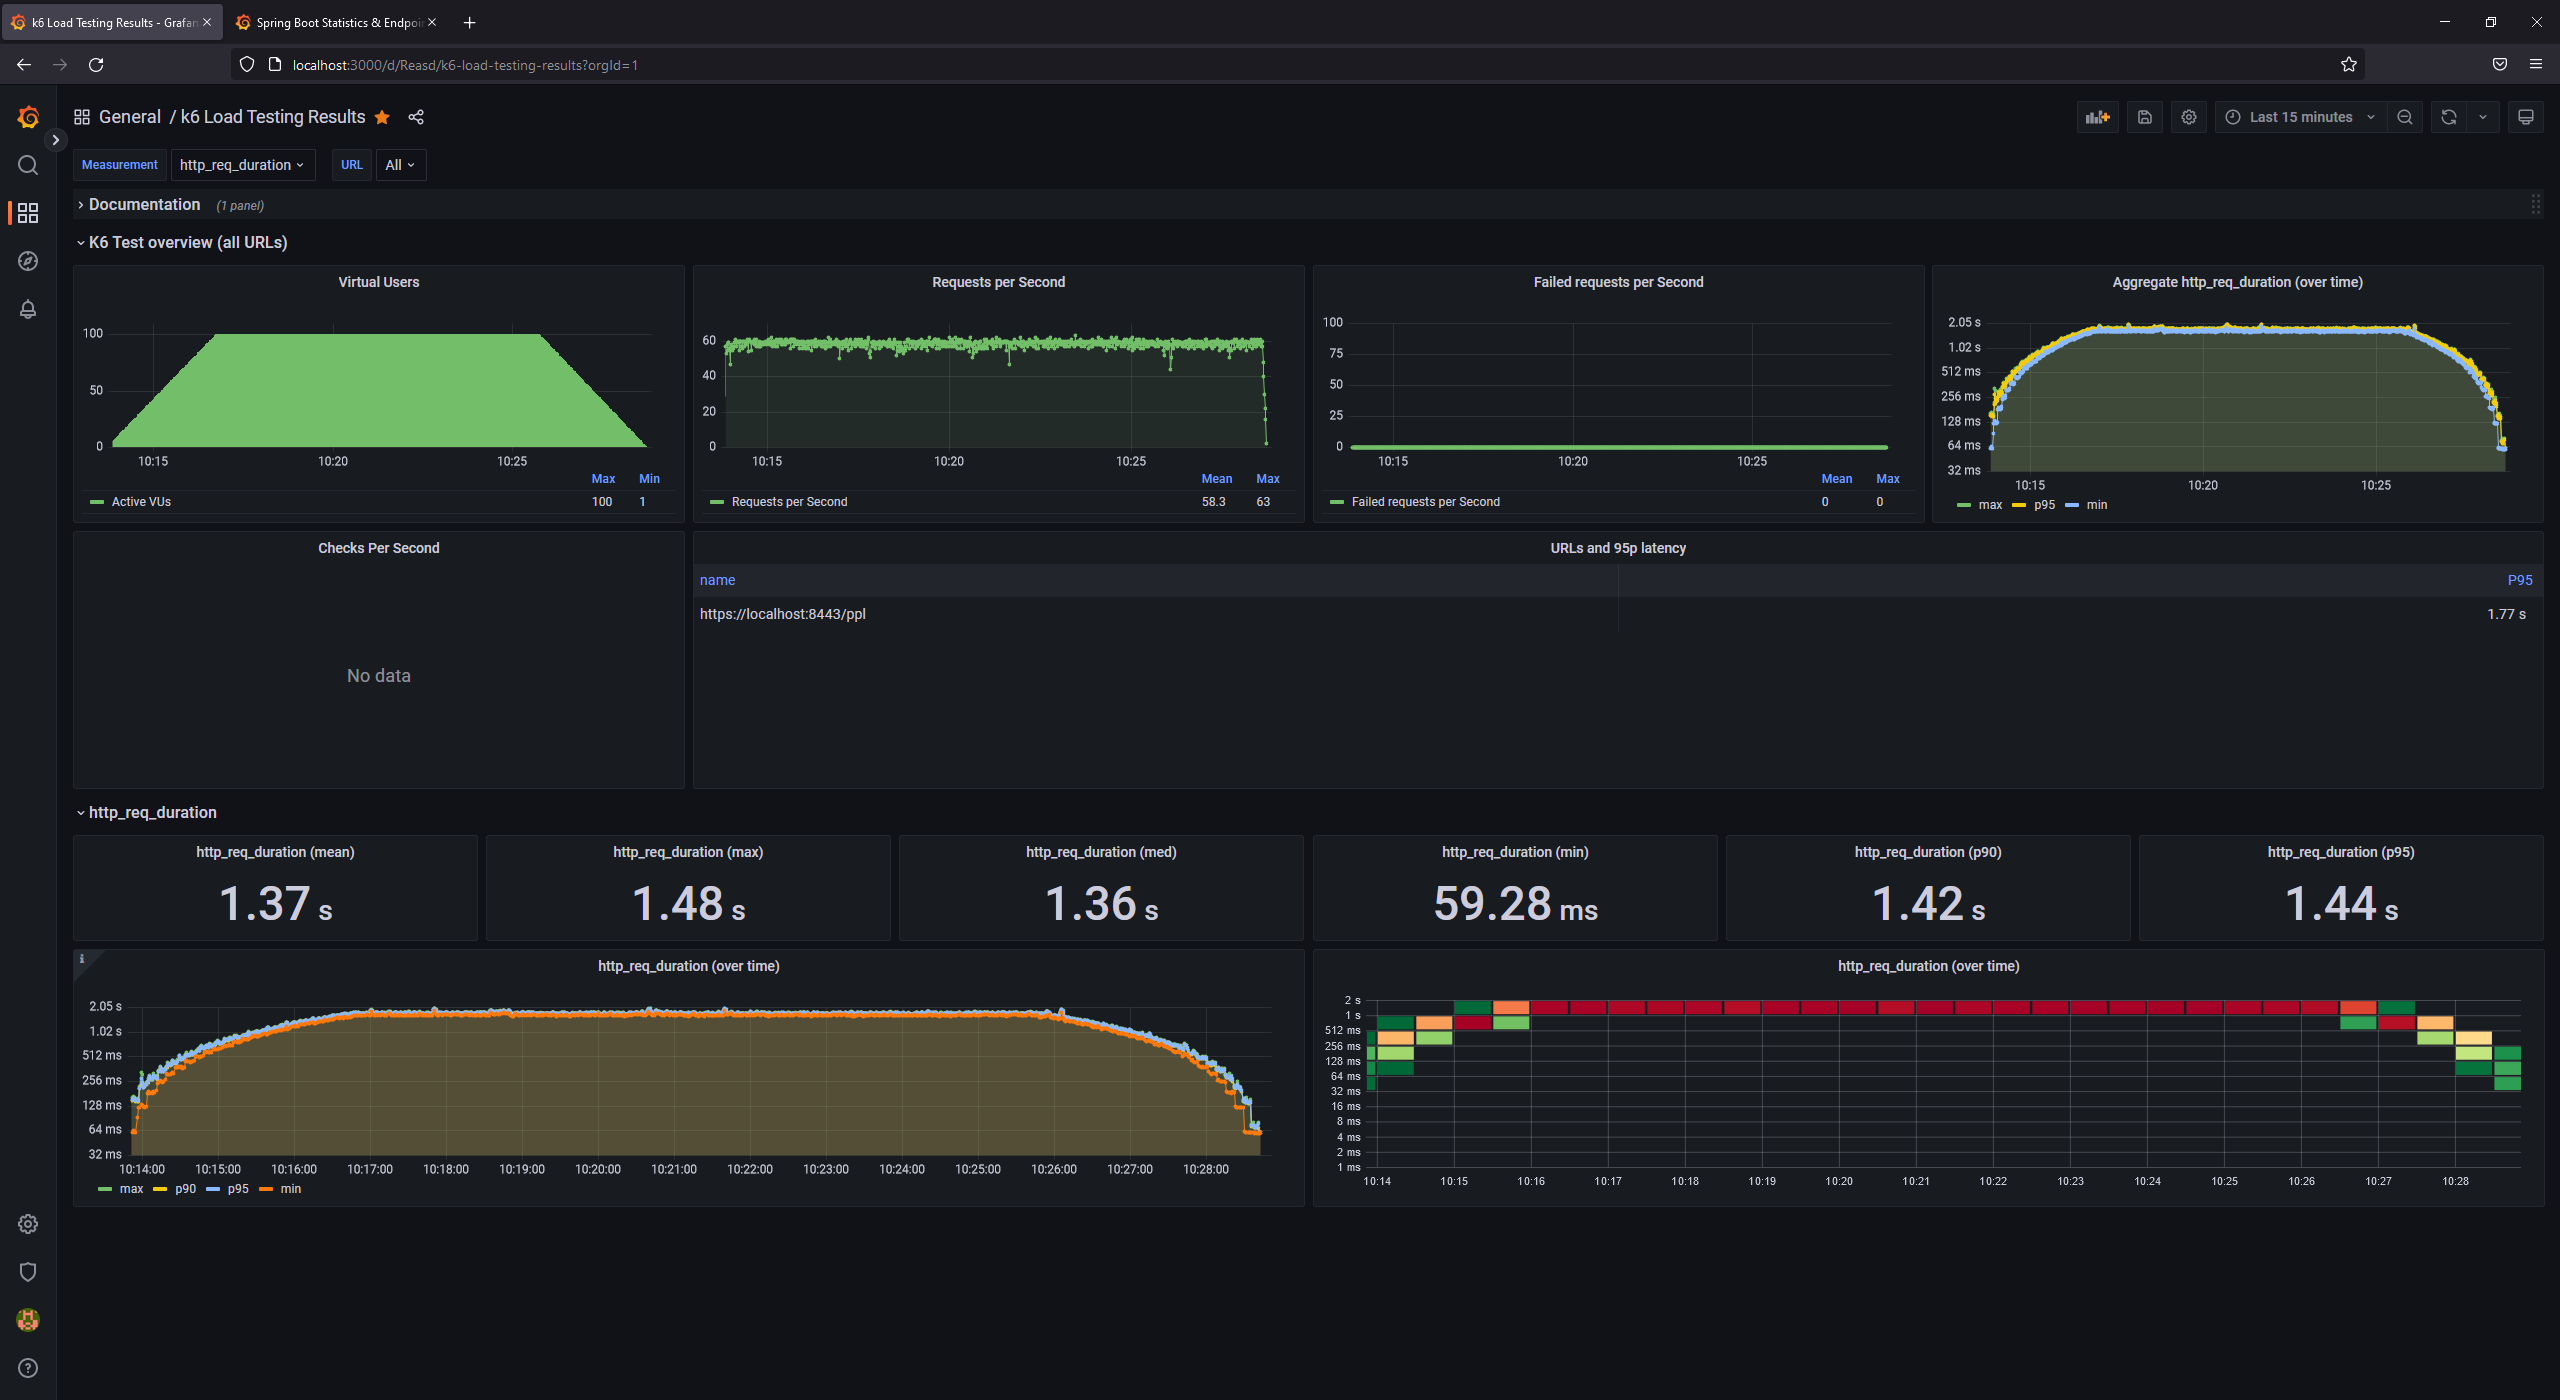 k6 Load Testing Results - Grafan
Spring Boot Statistics & Endpoi
localhost:3000/d/Reasd/k6-load-testing-results?orgId=1
General / k6 Load Testing Results
Last 15 minutes
Measurement http_req_duration URL All
Documentation (1 panel)
K6 Test overview (all URLs)
Virtual Users
100
50
0
10:15 10:20 10:25
Max Min
Active VUs 100 1
Requests per Second
60
40
20
0
10:15 10:20 10:25
Mean Max
Requests per Second 58.3 63
Failed requests per Second
100
75
50
25
0
10:15 10:20 10:25
Mean Max
Failed requests per Second 0 0
Aggregate http_req_duration (over time)
2.05 s
1.02 s
512 ms
256 ms
128 ms
64 ms
32 ms
10:15 10:20 10:25
max p95 min
Checks Per Second
No data
URLs and 95p latency
name P95
https://localhost:8443/ppl 1.77 s
http_req_duration
http_req_duration (mean)
1.37 s
http_req_duration (max)
1.48 s
http_req_duration (med)
1.36 s
http_req_duration (min)
59.28 ms
http_req_duration (p90)
1.42 s
http_req_duration (p95)
1.44 s
i
http_req_duration (over time)
2.05 s
1.02 s
512 ms
256 ms
128 ms
64 ms
32 ms
10:14:00 10:15:00 10:16:00 10:17:00 10:18:00 10:19:00 10:20:00 10:21:00 10:22:00 10:23:00 10:24:00 10:25:00 10:26:00 10:27:00 10:28:00
max p90 p95 min
http_req_duration (over time)
2 s
1 s
512 ms
256 ms
128 ms
64 ms
32 ms
16 ms
8 ms
4 ms
2 ms
1 ms
10:14 10:15 10:16 10:17 10:18 10:19 10:20 10:21 10:22 10:23 10:24 10:25 10:26 10:27 10:28